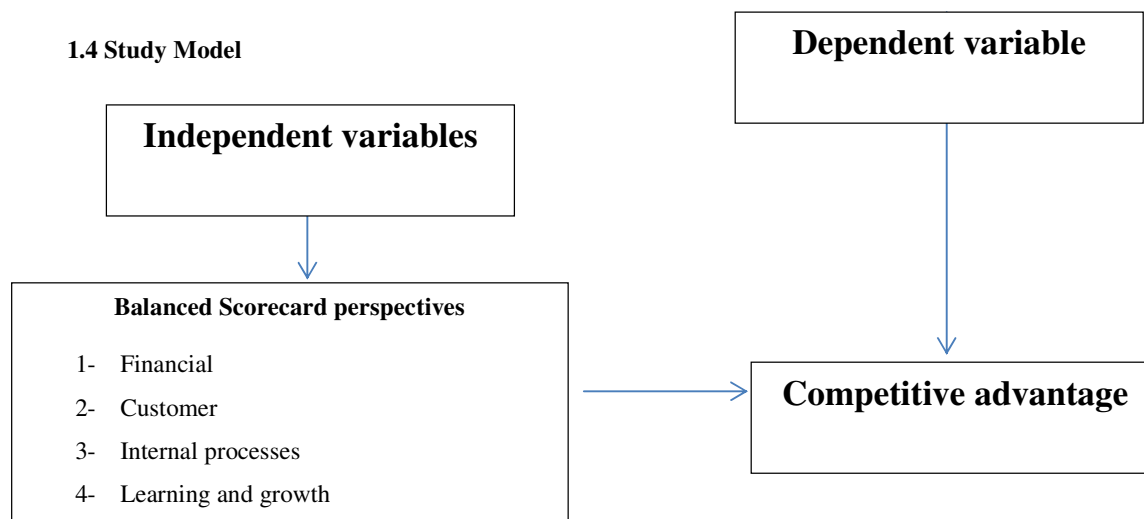 1.4 Study Model
Dependent variable
Independent variables
Balanced Scorecard perspectives
1- Financial
2- Customer
3- Internal processes
4- Learning and growth
Competitive advantage